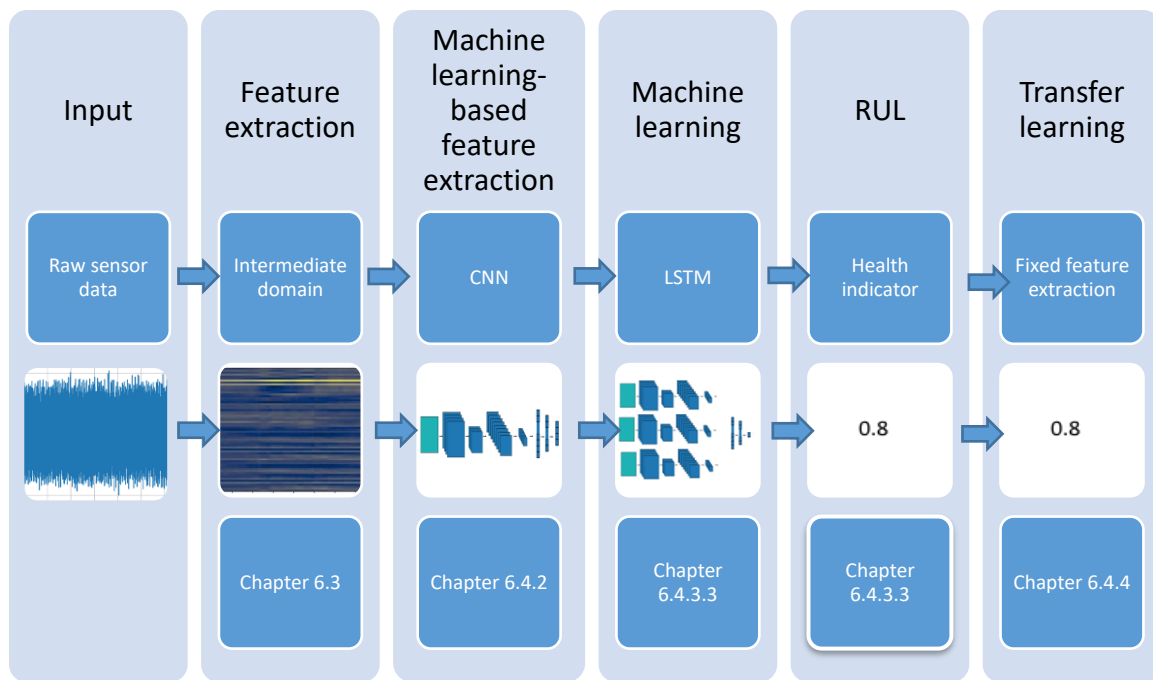 Input
Feature
extraction
Machine
learning-
based
feature
extraction
Machine
learning
RUL
Transfer
learning
Raw sensor
data
Intermediate
domain
CNN
LSTM
Health
indicator
Fixed feature
extraction
0.8
0.8
Chapter 6.3
Chapter 6.4.2
Chapter
6.4.3.3
Chapter
6.4.3.3
Chapter 6.4.4